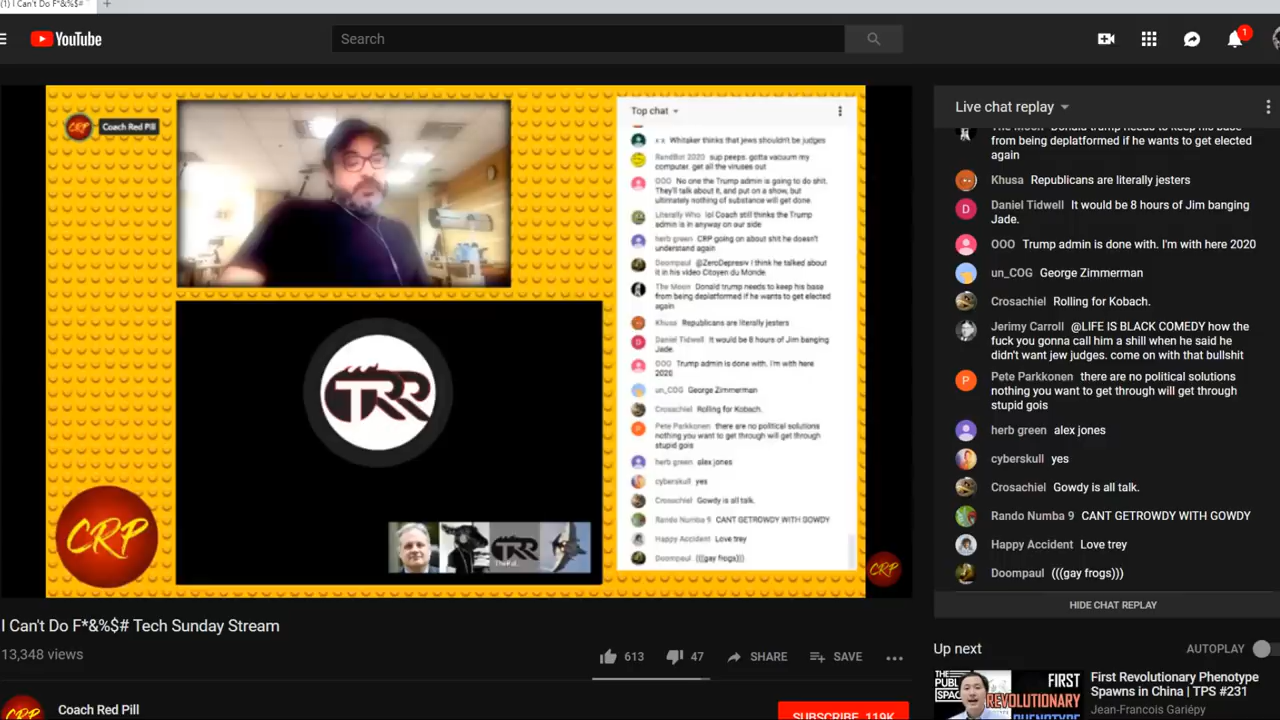 (1) I Can't Do F*&%$#
YouTube
Search
1
CRP
Coach Red Pill
Top chat
Whitaker thinks that jews shouldn't be judges
RandBot 2020 sup peeps. gotta vacuum my
computer. get all the viruses out
OOO No one the Trump admin is going to do shit.
They'll talk about it, and put on a show, but
ultimately nothing of substance will get done.
Literally Who lol Coach still thinks the Trump
admin is in anyway on our side
herb green CRP going on about shit he doesn't
understand again
Doompaul @ZeroDepresiv I think he talked about
it in his video Citoyen du Monde.
The Moon Donald trump needs to keep his base
from being deplatformed if he wants to get elected
again
Khusa Republicans are literally jesters
Daniel Tidwell It would be 8 hours of Jim banging
Jade.
OOO Trump admin is done with. I'm with here
2020
un_COG George Zimmerman
Crosachiel Rolling for Kobach.
Pete Parkkonen there are no political solutions
nothing you want to get through will get through
stupid gois
herb green alex jones
cyberskull yes
Crosachiel Gowdy is all talk.
Rando Numba 9 CANT GETROWDY WITH GOWDY
Happy Accident Love trey
Doompaul (((gay frogs)))
TRR
CRP
TRR
CRP
Live chat replay
The Moon Donald trump needs to keep his base
from being deplatformed if he wants to get elected
again
Khusa Republicans are literally jesters
D Daniel Tidwell It would be 8 hours of Jim banging
Jade.
OOO Trump admin is done with. I'm with here 2020
un_COG George Zimmerman
Crosachiel Rolling for Kobach.
Jerimy Carroll @LIFE IS BLACK COMEDY how the
fuck you gonna call him a shill when he said he
didn't want jew judges? come on with that bullshit
P Pete Parkkonen there are no political solutions
nothing you want to get through will get through
stupid gois
herb green alex jones
cyberskull yes
Crosachiel Gowdy is all talk.
Rando Numba 9 CANT GETROWDY WITH GOWDY
Happy Accident Love trey
Doompaul (((gay frogs)))
HIDE CHAT REPLAY
I Can't Do F*&%$# Tech Sunday Stream
13,348 views
613
47
SHARE
SAVE
Coach Red Pill
SUBSCRIBE 119K
Up next
AUTOPLAY
THE
PUBL
SPACE
FIRST
REVOLUTIONARY
PHENOTYPE
First Revolutionary Phenotype
Spawns in China | TPS #231
Jean-Francois Gariépy